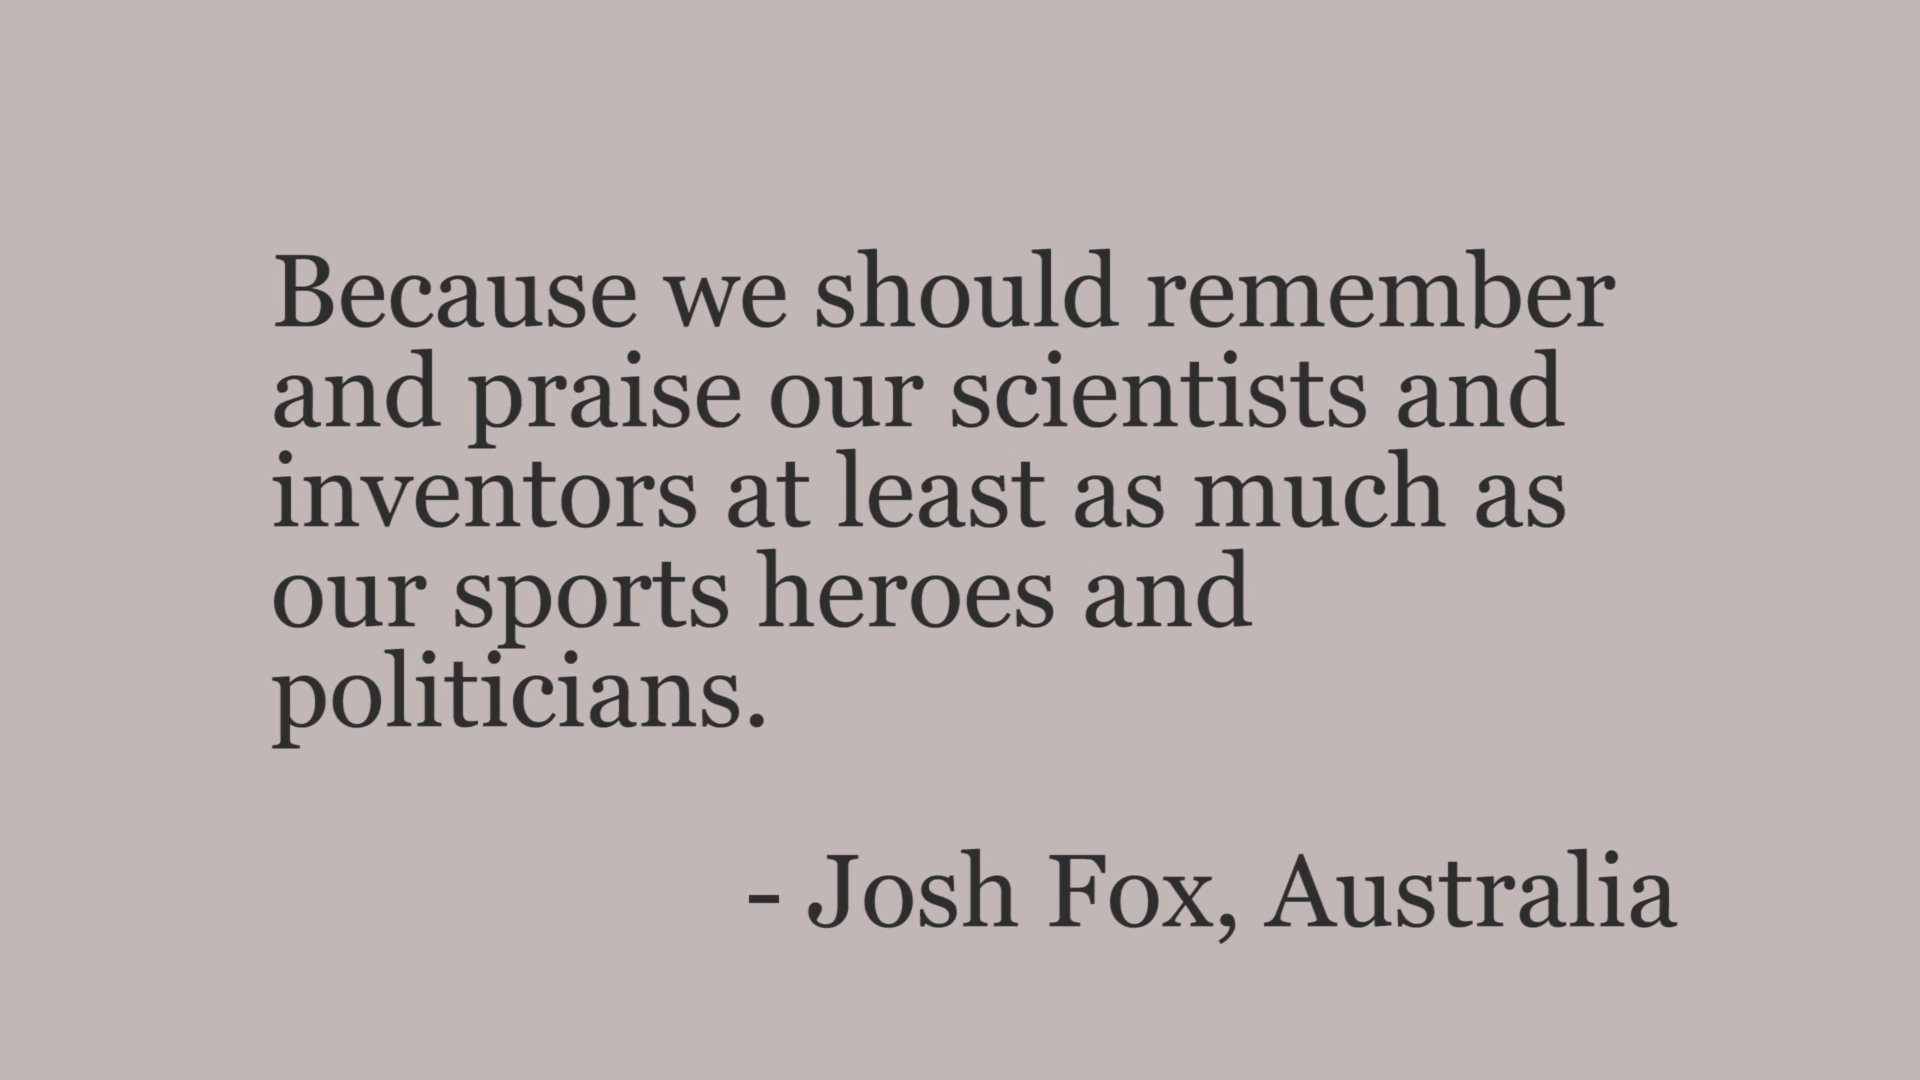 Because we should remember
and praise our scientists and
inventors at least as much as
our sports heroes and
politicians.
- Josh Fox, Australia